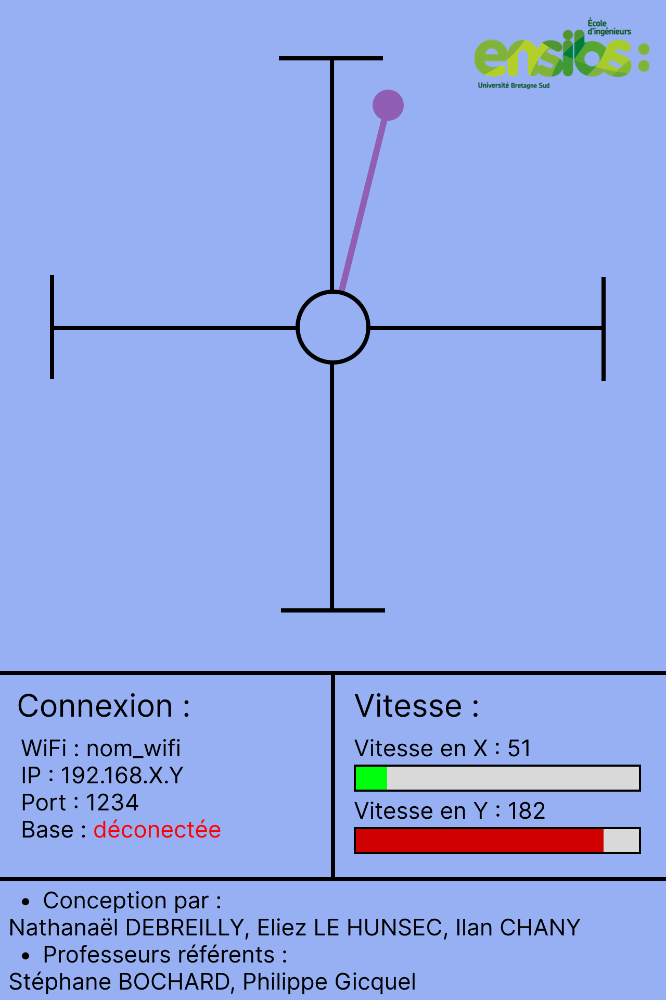 École
d'ingénieurs
ensibs :
Université Bretagne Sud
Connexion :
WiFi : nom_wifi
IP : 192.168.X.Y
Port : 1234
Base : déconectée
Vitesse :
Vitesse en X : 51
Vitesse en Y : 182
• Conception par :
Nathanaël DEBREILLY, Eliez LE HUNSEC, Ilan CHANY
• Professeurs référents :
Stéphane BOCHARD, Philippe Gicquel